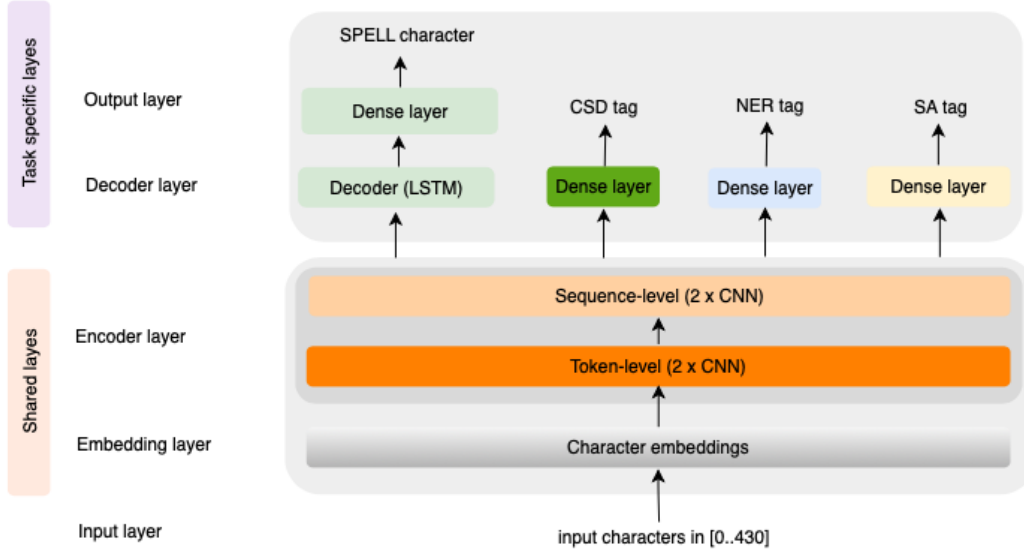 Task specific layes
SPELL character
Output layer
Dense layer
CSD tag
NER tag
SA tag
Decoder layer
Decoder (LSTM)
Dense layer
Dense layer
Dense layer
Shared layes
Sequence-level (2 x CNN)
Encoder layer
Token-level (2 x CNN)
Embedding layer
Character embeddings
Input layer
input characters in [0..430]